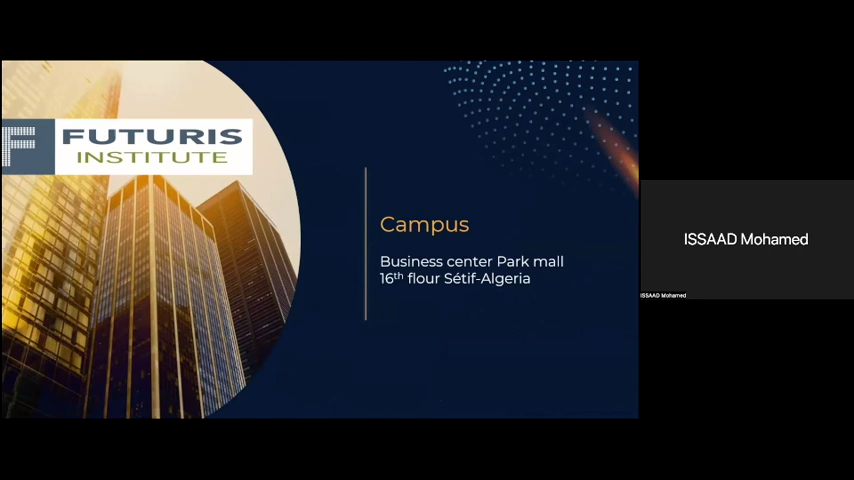 FUTURIS
INSTITUTE
Campus
Business center Park mall
16th flour Sétif-Algeria
ISSAAD Mohamed
ISSAAD Mohamed